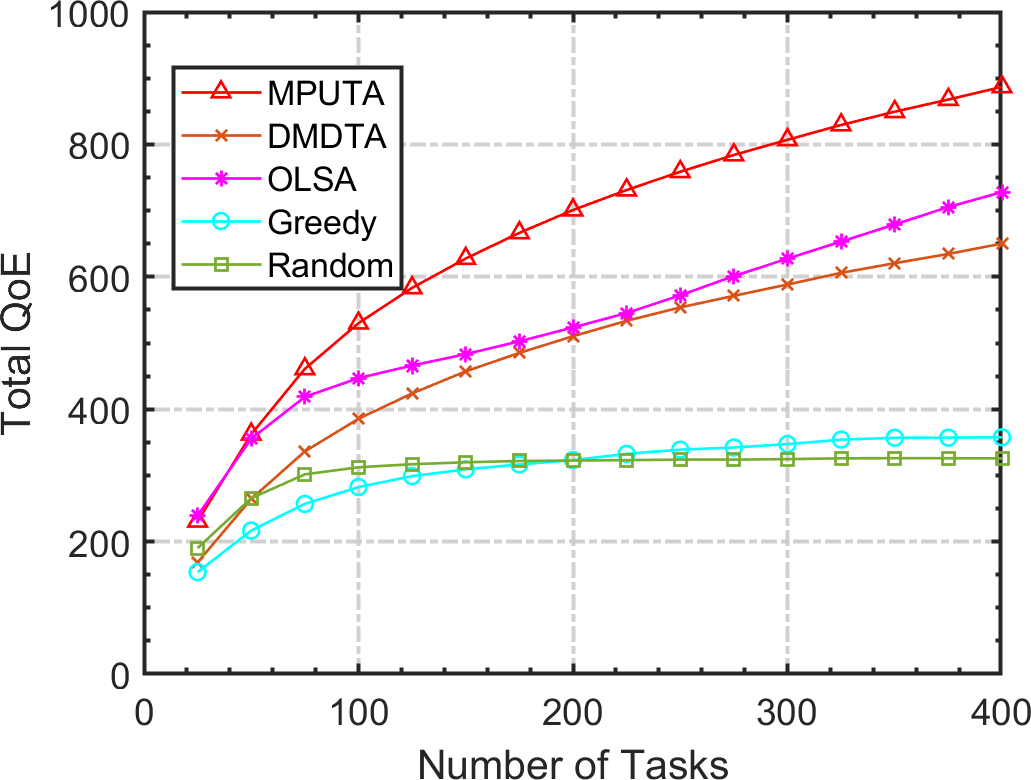 1000
800
600
400
200
0
Total QoE
MPUTA
DMDTA
OLSA
Greedy
Random
0 100 200 300 400
Number of Tasks